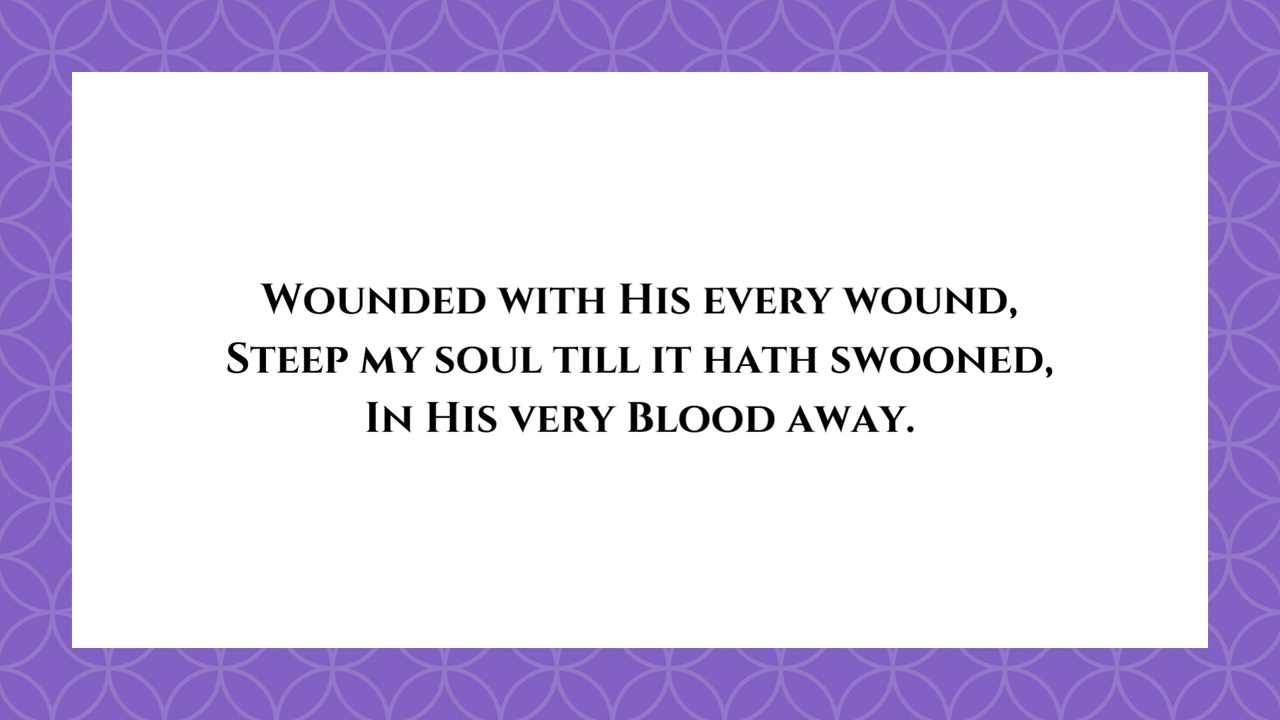 Wounded with His every wound,
Steep my soul till it hath swooned,
In His very Blood away.